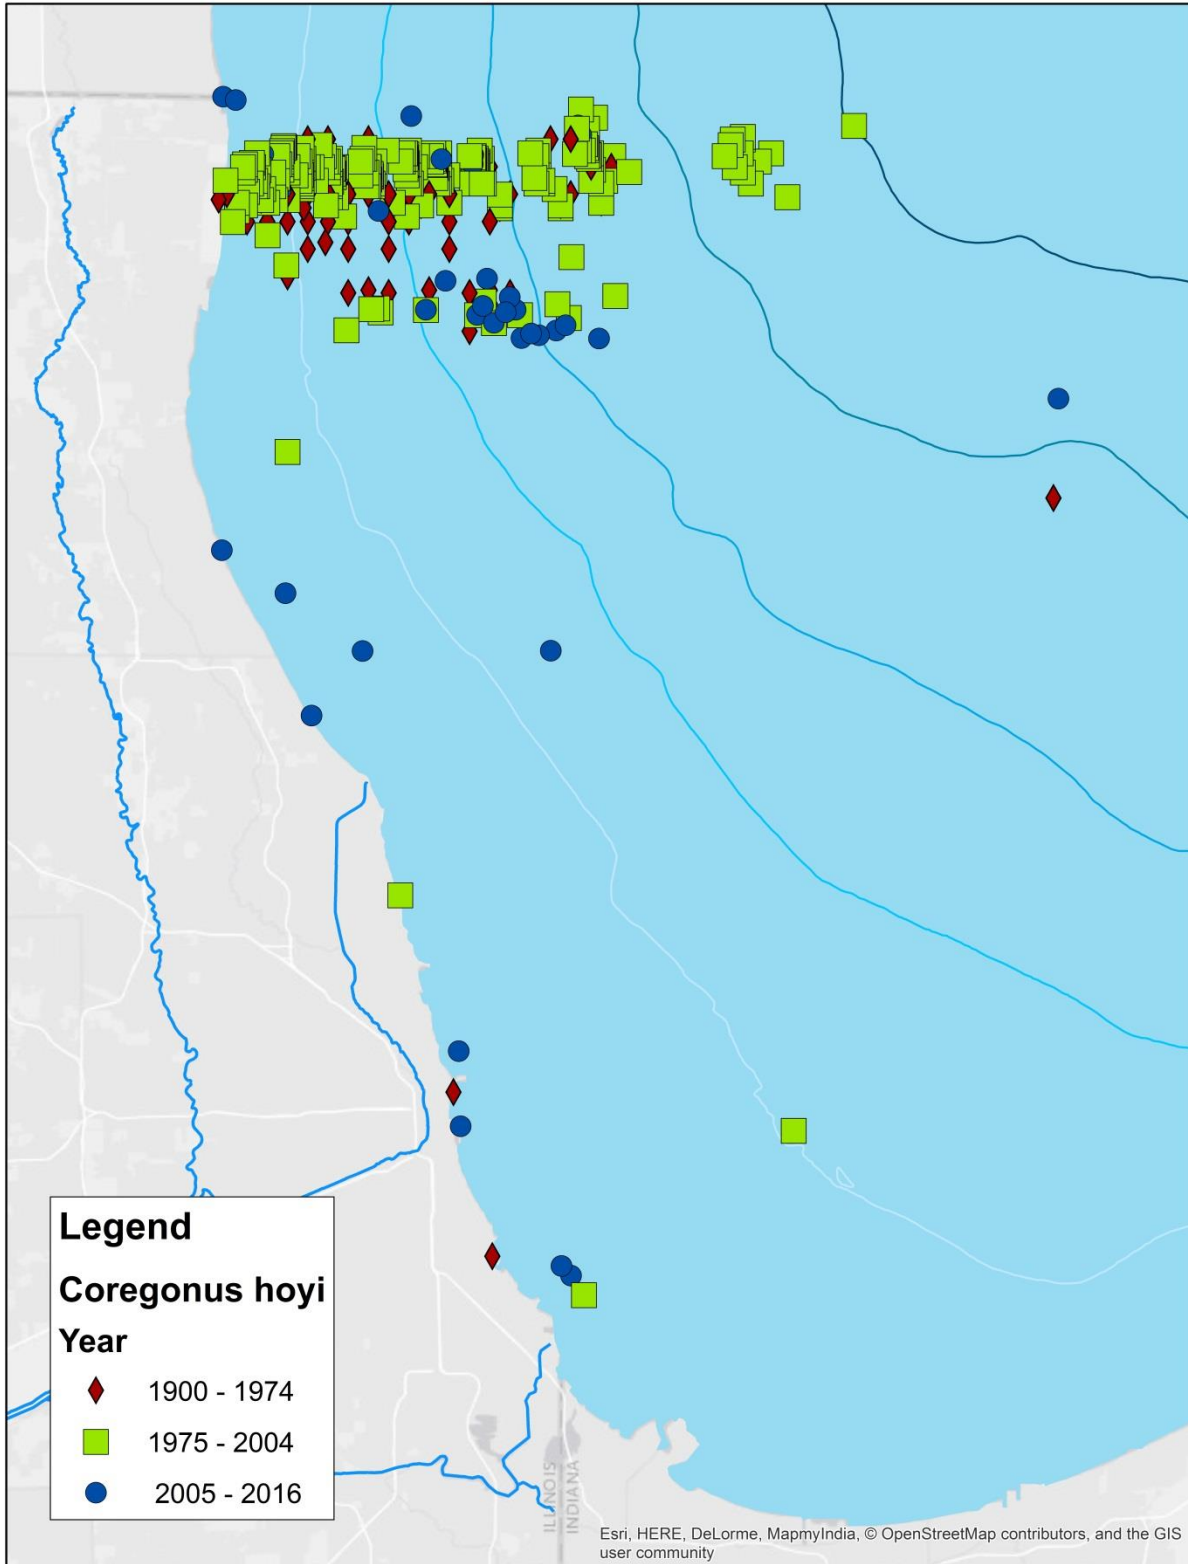 Legend
Coregonus hoyi
Year
1900 - 1974
1975 - 2004
2005 - 2016
ILLINOIS
INDIANA
Esri, HERE, DeLorme, MapmyIndia, © OpenStreetMap contributors, and the GIS
user community